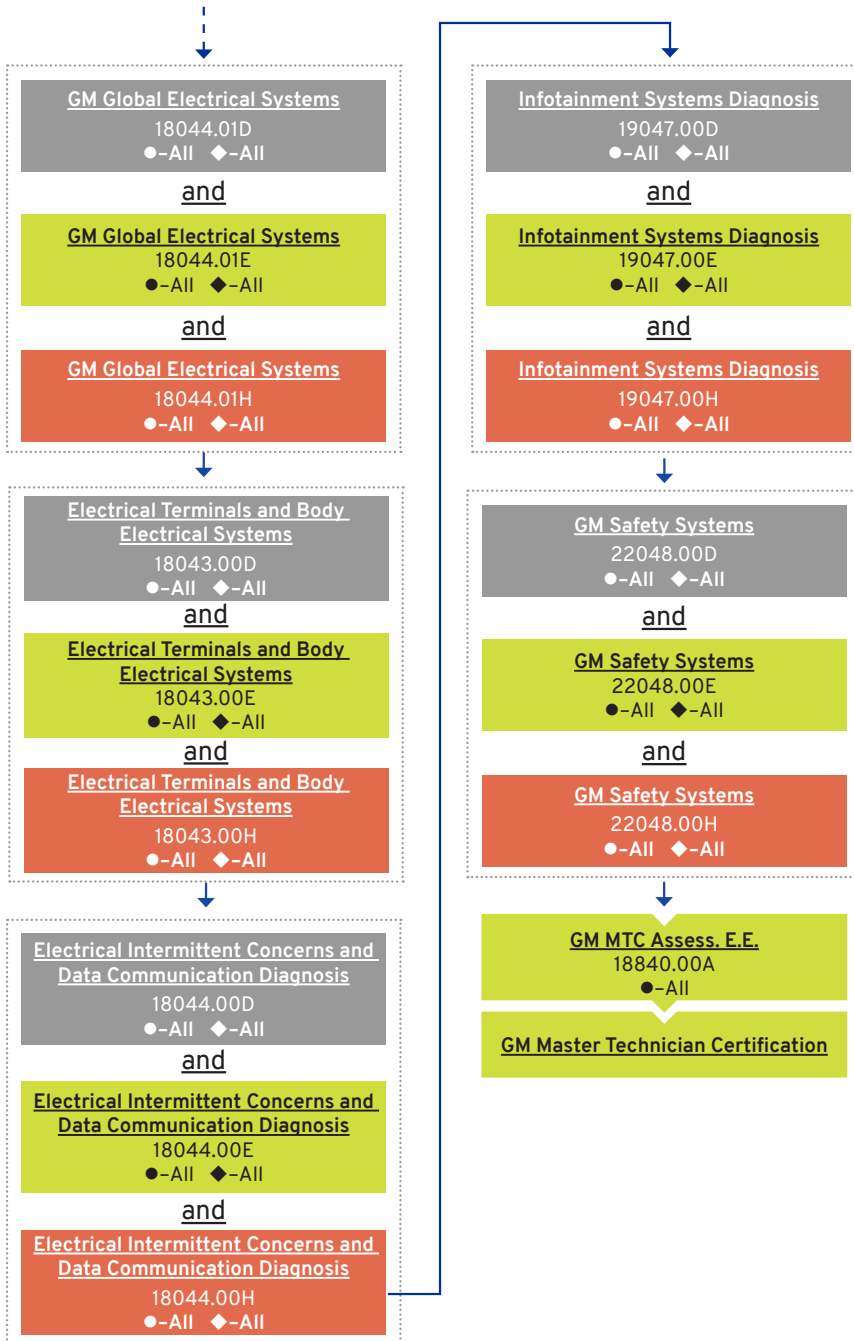 GM Global Electrical Systems
18044.01D
●–All ◆–All
and
GM Global Electrical Systems
18044.01E
●–All ◆–All
and
GM Global Electrical Systems
18044.01H
●–All ◆–All
Electrical Terminals and Body
Electrical Systems
18043.00D
●–All ◆–All
and
Electrical Terminals and Body
Electrical Systems
18043.00E
●–All ◆–All
and
Electrical Terminals and Body
Electrical Systems
18043.00H
●–All ◆–All
Electrical Intermittent Concerns and
Data Communication Diagnosis
18044.00D
●–All ◆–All
and
Electrical Intermittent Concerns and
Data Communication Diagnosis
18044.00E
●–All ◆–All
and
Electrical Intermittent Concerns and
Data Communication Diagnosis
18044.00H
●–All ◆–All
Infotainment Systems Diagnosis
19047.00D
●–All ◆–All
and
Infotainment Systems Diagnosis
19047.00E
●–All ◆–All
and
Infotainment Systems Diagnosis
19047.00H
●–All ◆–All
GM Safety Systems
22048.00D
●–All ◆–All
and
GM Safety Systems
22048.00E
●–All ◆–All
and
GM Safety Systems
22048.00H
●–All ◆–All
GM MTC Assess. E.E.
18840.00A
●–All
GM Master Technician Certification